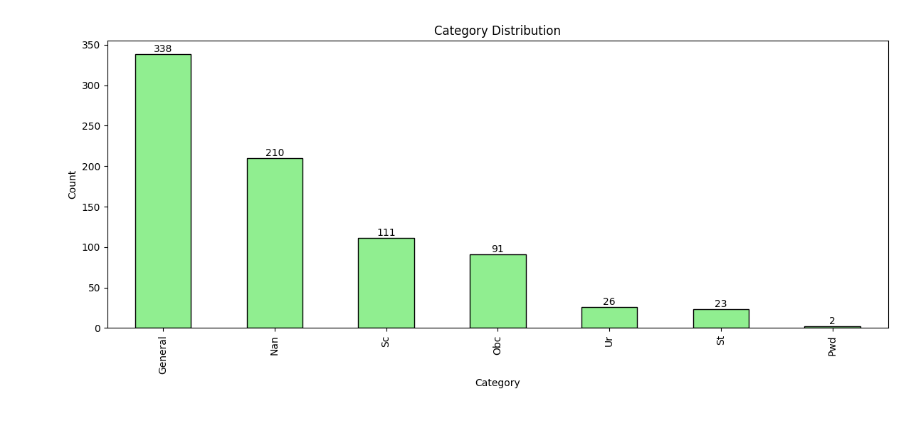 Category Distribution
350
300
250
200
150
100
50
0
Count
338
210
111
91
26
23
2
General
Nan
Sc
Obc
Ur
St
Pwd
Category